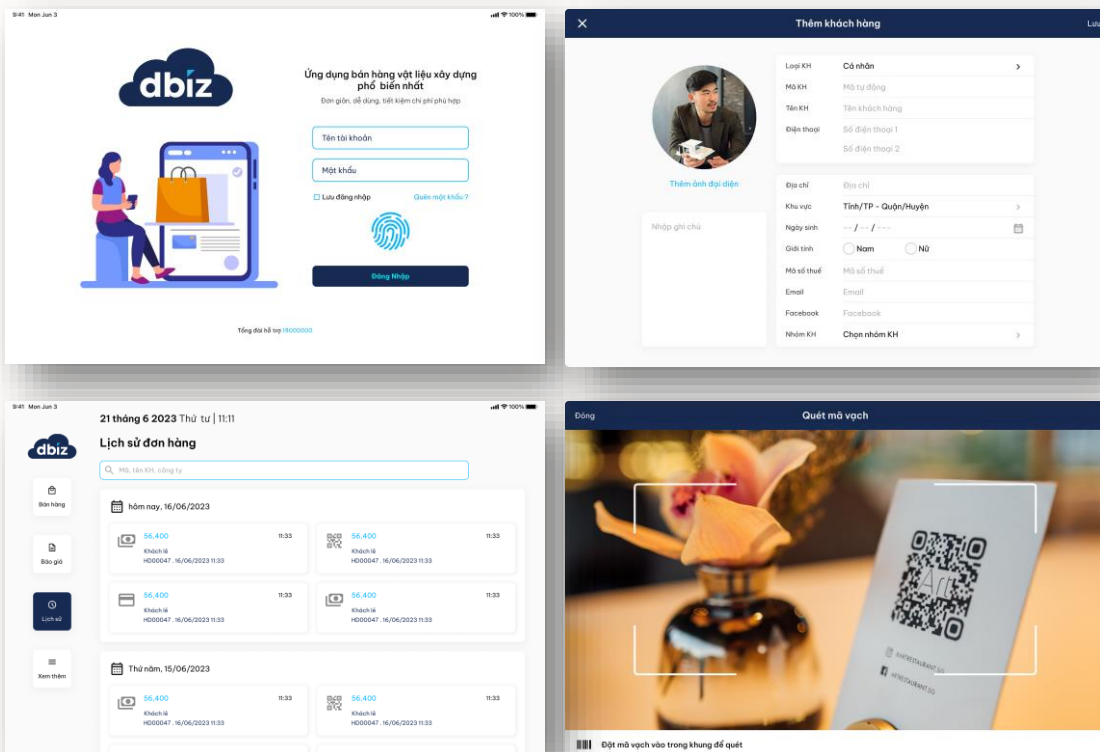 9:41 Mon Jun 3
100%
dbiz
Ứng dụng bán hàng vật liệu xây dựng
phổ biến nhất
Đơn giản, dễ dùng, tiết kiệm chi phí phù hợp
Tên tài khoản
Mật khẩu
Lưu đăng nhập
Quên mật khẩu ?
Đăng Nhập
Tổng đài hỗ trợ 19000000
Thêm khách hàng
Lưu
Loại KH Cá nhân
Mã KH Mã tự động
Tên KH Tên khách hàng
Điện thoại Số điện thoại 1
Số điện thoại 2
Thêm ảnh đại diện
Nhập ghi chú
Địa chỉ Địa chỉ
Khu vực Tỉnh/TP - Quận/Huyện
Ngày sinh -- / -- / ---
Giới tính Nam Nữ
Mã số thuế Mã số thuế
Email Email
Facebook Facebook
Nhóm KH Chọn nhóm KH
9:41 Mon Jun 3
100%
dbiz
Bán hàng
Báo giá
Lịch sử
Xem thêm
21 tháng 6 2023 Thứ tư | 11:11
Lịch sử đơn hàng
Mã, tên KH, công ty
hôm nay, 16/06/2023
56,400 11:33
Khách lẻ
HD00047 . 16/06/2023 11:33
56,400 11:33
Khách lẻ
HD00047 . 16/06/2023 11:33
56,400 11:33
Khách lẻ
HD00047 . 16/06/2023 11:33
56,400 11:33
Khách lẻ
HD00047 . 16/06/2023 11:33
Thứ năm, 15/06/2023
56,400 11:33
Khách lẻ
HD00047 . 16/06/2023 11:33
56,400 11:33
Khách lẻ
HD00047 . 16/06/2023 11:33
Đóng
Quét mã vạch
Art
ARTRESTAURANT.SG
ARTRESTAURANT.SG
Đặt mã vạch vào trong khung để quét